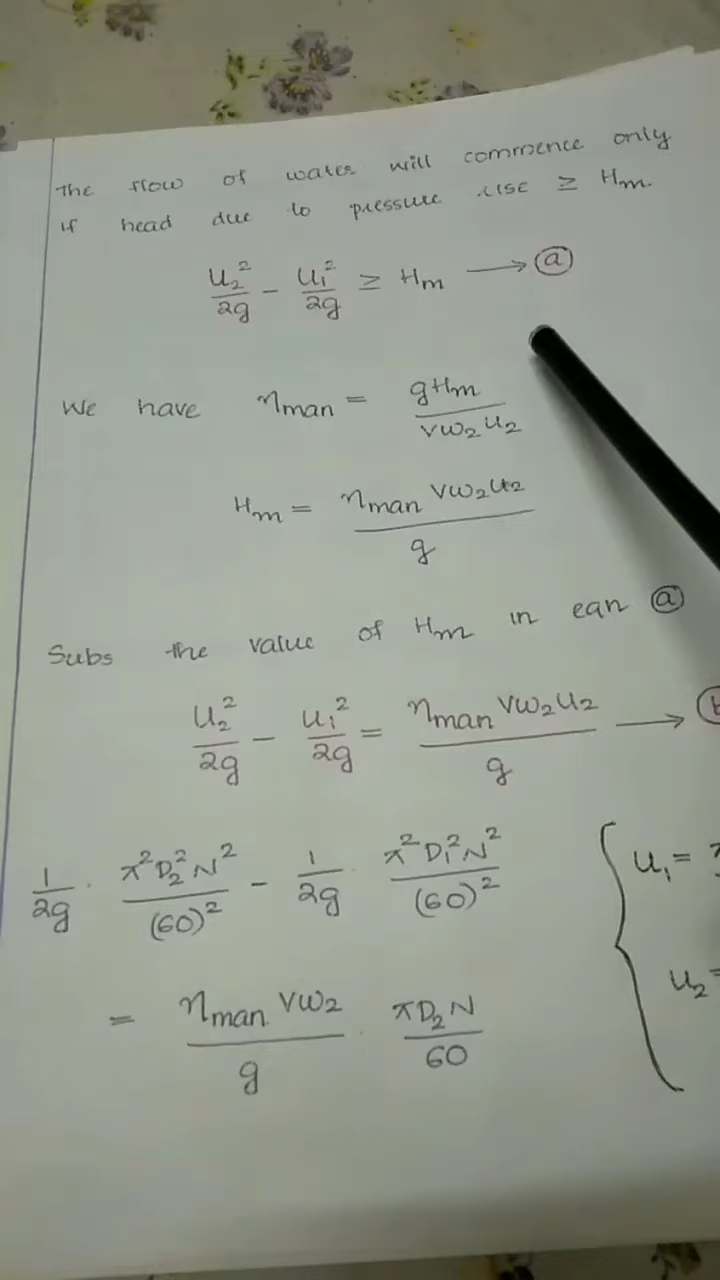 The flow of water will commence only
if head due to pressure rise ≥ Hm.
u₂²/2g − u₁²/2g ≥ Hm → ⓐ
We have ηman = gHm / Vw₂u₂
Hm = ηman Vw₂u₂ / g
Subs the value of Hm in eqn ⓐ
u₂²/2g − u₁²/2g = ηman Vw₂u₂ / g →
1/2g · π²D₂²N²/(60)² − 1/2g · π²D₁²N²/(60)² { u₁ =
u₂ =
= ηman Vw₂ / g · πD₂N / 60